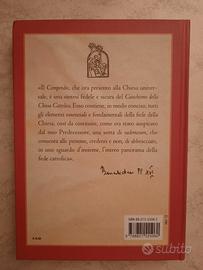 «Il Compendio, che ora presento alla Chiesa univer-
sale, è una sintesi fedele e sicura del Catechismo della
Chiesa Cattolica. Esso contiene, in modo conciso, tutti
gli elementi essenziali e fondamentali della fede della
Chiesa, così da costituire, come era stato auspicato
dal mio Predecessore, una sorta di vademecum, che
consenta alle persone, credenti e non, di abbracciare,
in uno sguardo d'insieme, l'intero panorama della
fede cattolica».
Benedictus PP XVI
subito